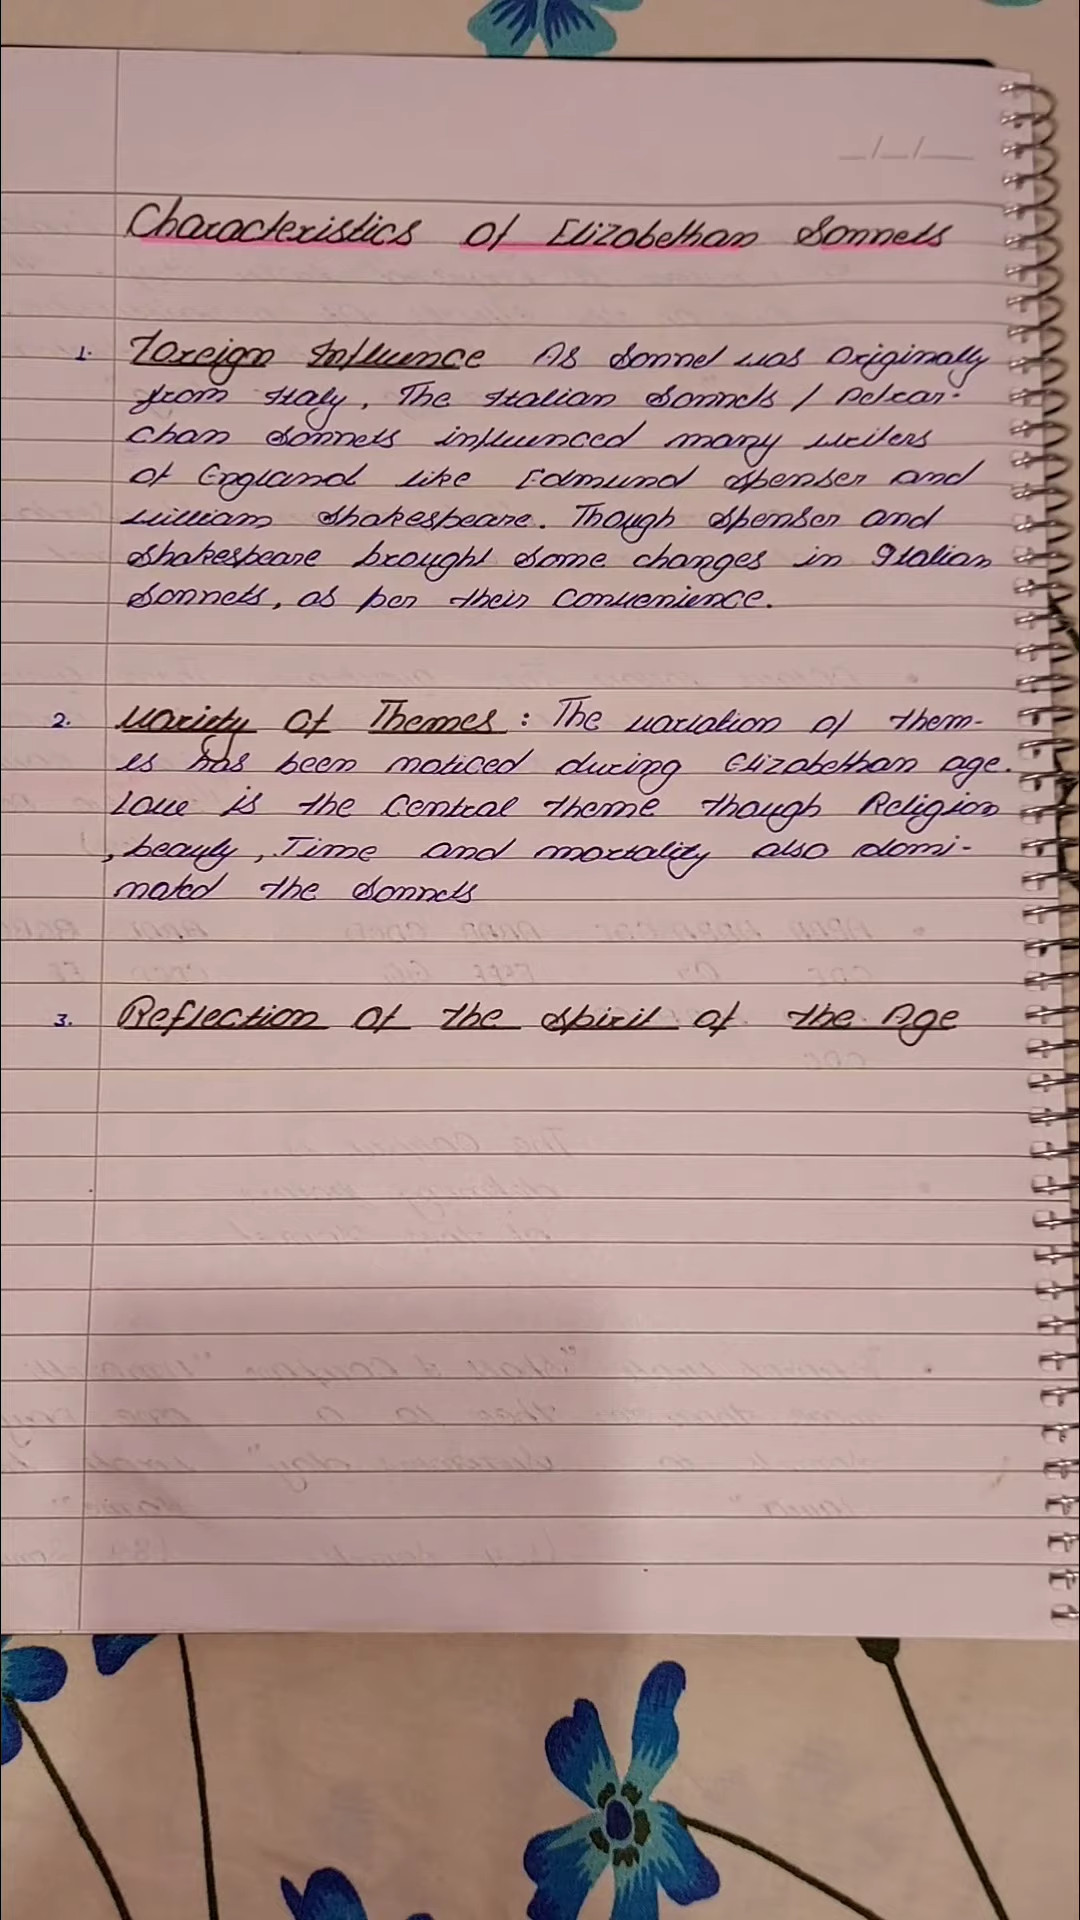 Characteristics of Elizabethan Sonnets
1. Foreign Influence As Sonnet was originally
from Italy, The Italian Sonnets / Petrar-
chan Sonnets influenced many writers
of England like Edmund Spenser and
William Shakespeare. Though Spenser and
Shakespeare brought some changes in Italian
Sonnets, as per their convenience.
2. Variety of Themes : The variation of them-
es has been noticed during Elizabethan age.
Love is the central theme though Religion
, beauty, Time and mortality also domi-
nated the Sonnets
3. Reflection of the spirit of the Age